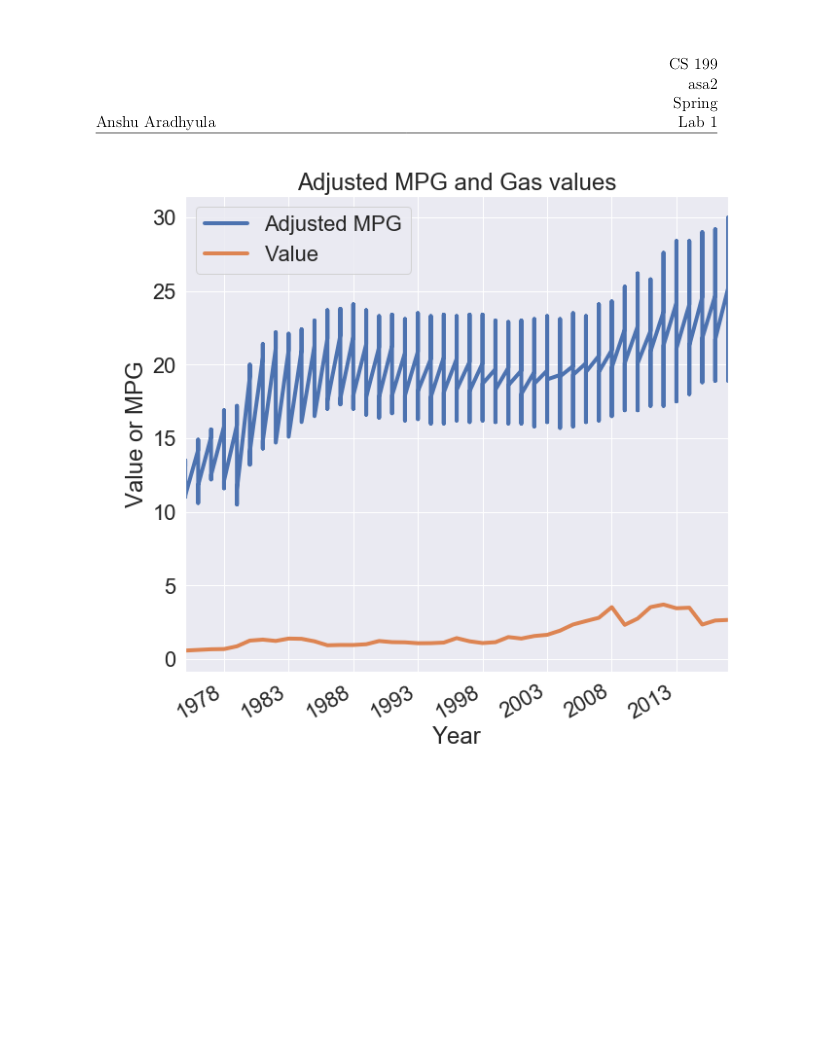 CS 199
asa2
Spring
Anshu Aradhyula Lab 1
Adjusted MPG and Gas values
Adjusted MPG
Value
30
25
20
15
10
5
0
Value or MPG
1978 1983 1988 1993 1998 2003 2008 2013
Year